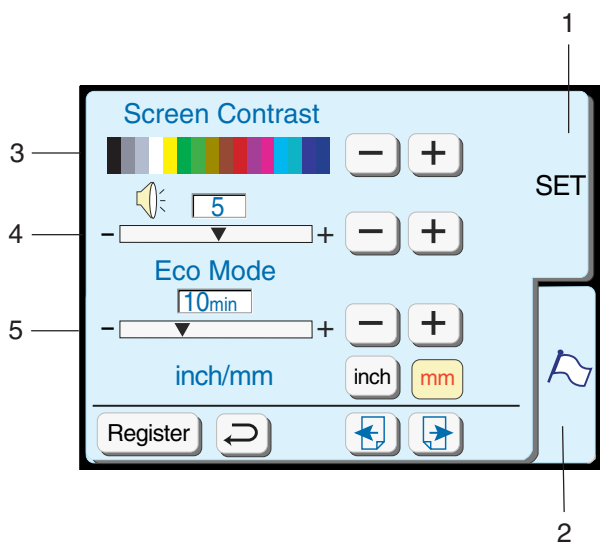 1
Screen Contrast
3
− +
SET
5
4
- + − +
Eco Mode
10min
5
- + − +
inch/mm
inch
mm
Register
2